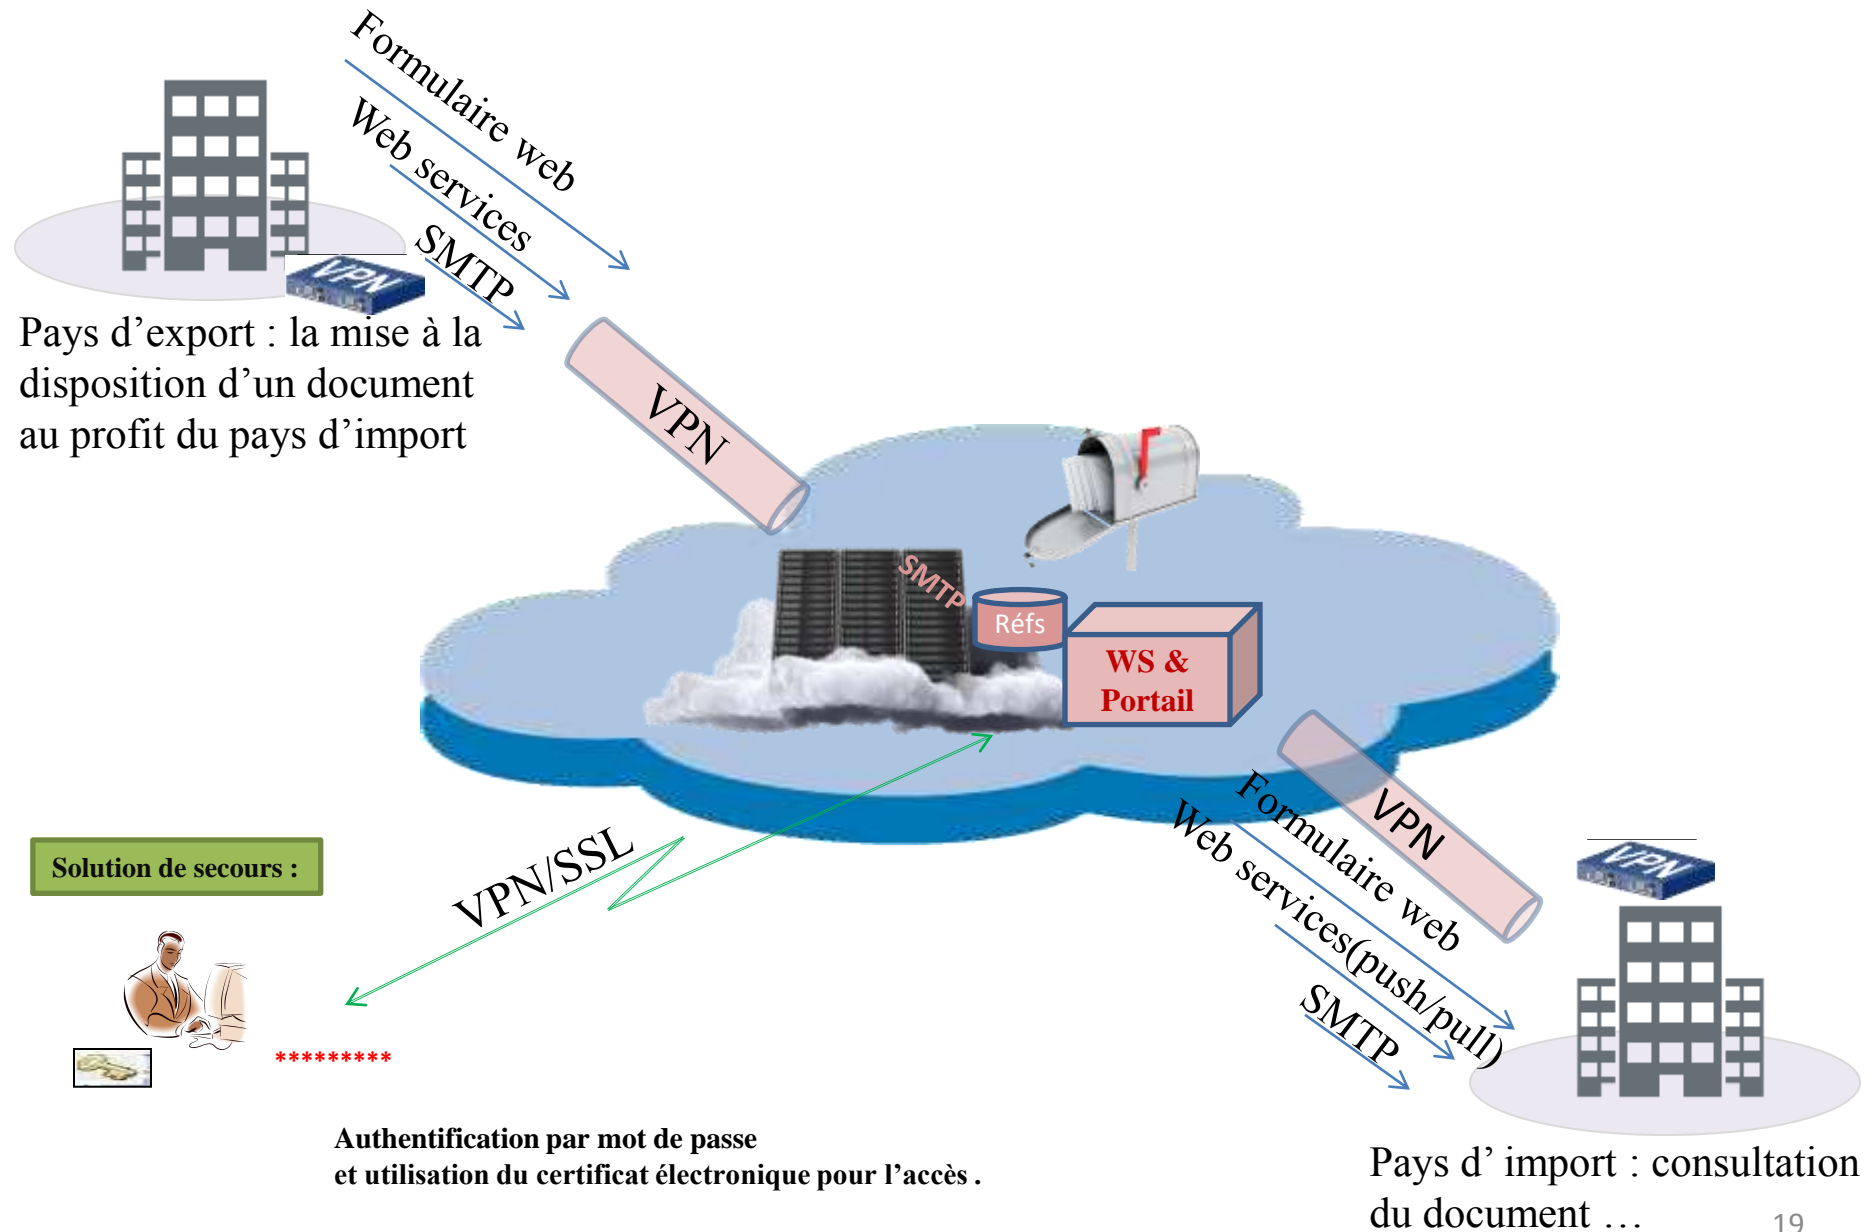 Formulaire web
Web services
SMTP
VPN
Pays d’export : la mise à la
disposition d’un document
au profit du pays d’import
VPN
SMTP
Réfs
WS &
Portail
VPN/SSL
Solution de secours :
*********
Authentification par mot de passe
et utilisation du certificat électronique pour l’accès .
VPN
Formulaire web
Web services(push/pull)
SMTP
VPN
Pays d’ import : consultation
du document …
19